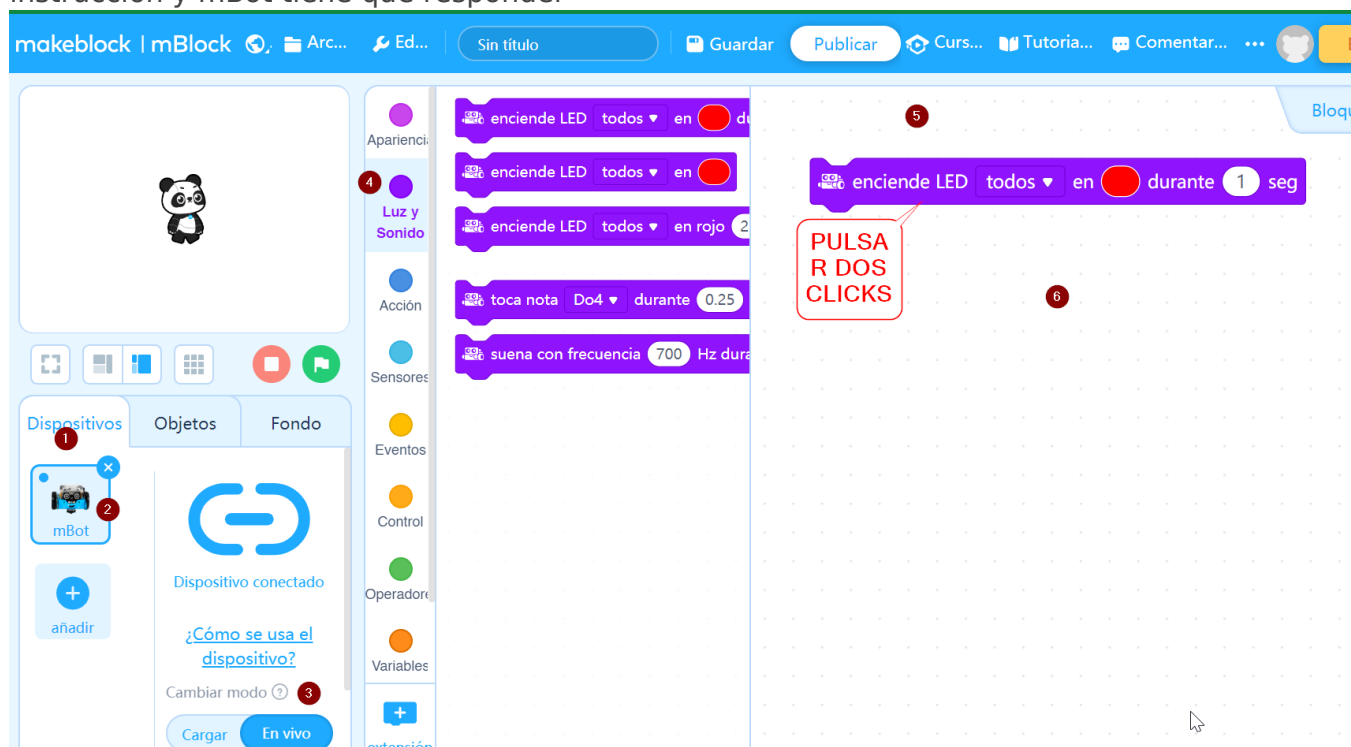 instrucción y mBot tiene que responder
makeblock | mBlock Arc... Ed... Sin título Guardar Publicar Curs... Tutoria... Comentar... ...
Bloqu
5
enciende LED todos ▾ en du
Apariencia
enciende LED todos ▾ en
4
Luz y
Sonido
enciende LED todos ▾ en rojo 2
enciende LED todos ▾ en durante 1 seg
PULSA
R DOS
CLICKS
6
Acción
toca nota Do4 ▾ durante 0.25
Sensores
suena con frecuencia 700 Hz dura
Eventos
Control
Operadore
Variables
extensión
Dispositivos Objetos Fondo
1
2
mBot
añadir
Dispositivo conectado
¿Cómo se usa el
dispositivo?
Cambiar modo ? 3
Cargar En vivo